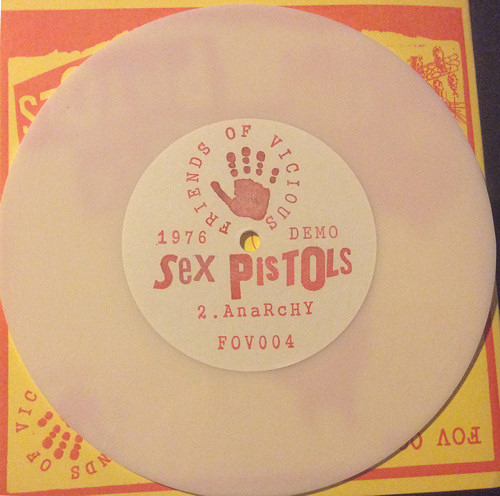 FRIENDS OF VICIOUS
1976 DEMO
Sex PisTOLs
2.AnaRcHY
FOV004
FOV